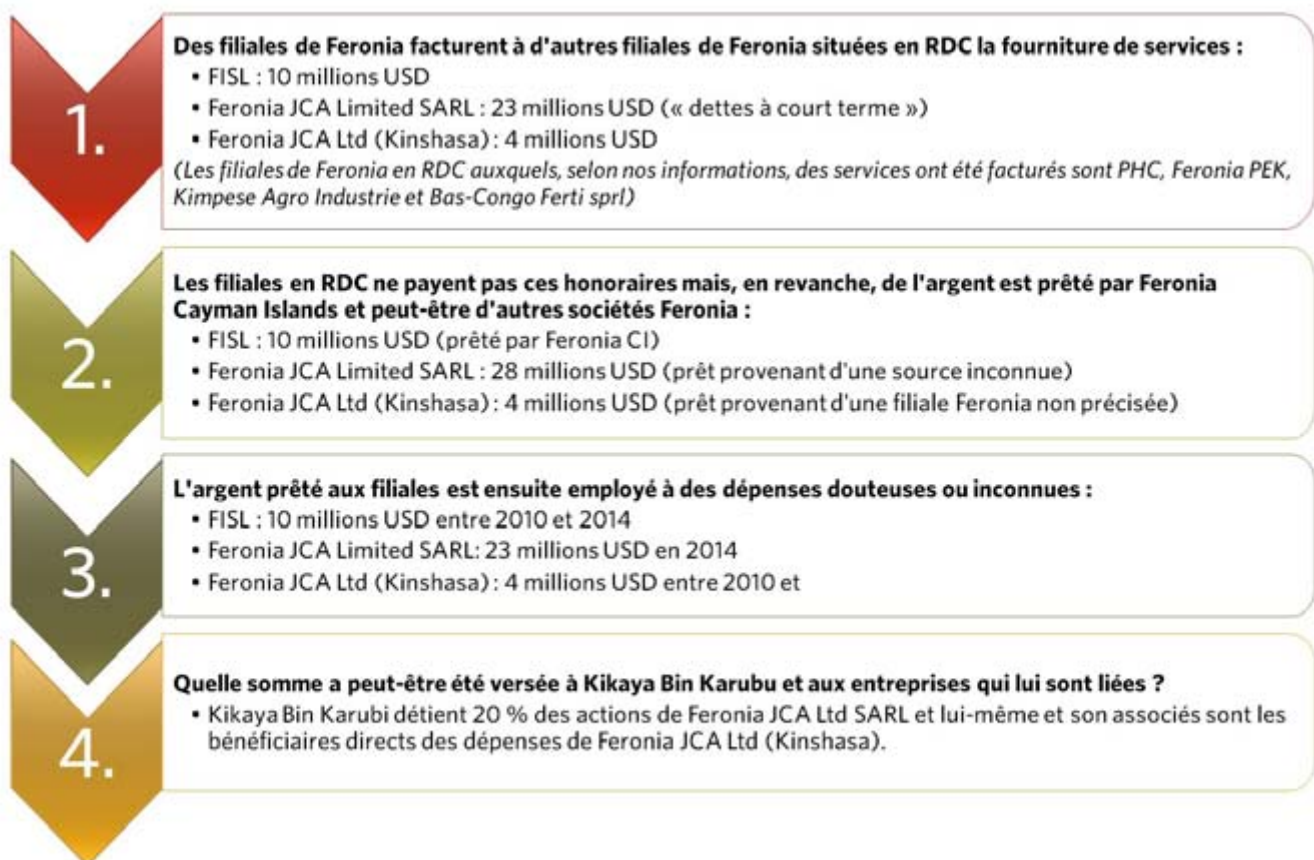 1.
Des filiales de Feronia facturent à d'autres filiales de Feronia situées en RDC la fourniture de services :
• FISL : 10 millions USD
• Feronia JCA Limited SARL : 23 millions USD (« dettes à court terme »)
• Feronia JCA Ltd (Kinshasa) : 4 millions USD
(Les filiales de Feronia en RDC auxquels, selon nos informations, des services ont été facturés sont PHC, Feronia PEK,
Kimpese Agro Industrie et Bas-Congo Ferti sprl)
2.
Les filiales en RDC ne payent pas ces honoraires mais, en revanche, de l'argent est prêté par Feronia
Cayman Islands et peut-être d'autres sociétés Feronia :
• FISL : 10 millions USD (prêté par Feronia CI)
• Feronia JCA Limited SARL : 28 millions USD (prêt provenant d'une source inconnue)
• Feronia JCA Ltd (Kinshasa) : 4 millions USD (prêt provenant d'une filiale Feronia non précisée)
3.
L'argent prêté aux filiales est ensuite employé à des dépenses douteuses ou inconnues :
• FISL : 10 millions USD entre 2010 et 2014
• Feronia JCA Limited SARL: 23 millions USD en 2014
• Feronia JCA Ltd (Kinshasa) : 4 millions USD entre 2010 et
4.
Quelle somme a peut-être été versée à Kikaya Bin Karubu et aux entreprises qui lui sont liées ?
• Kikaya Bin Karubi détient 20 % des actions de Feronia JCA Ltd SARL et lui-même et son associés sont les
bénéficiaires directs des dépenses de Feronia JCA Ltd (Kinshasa).